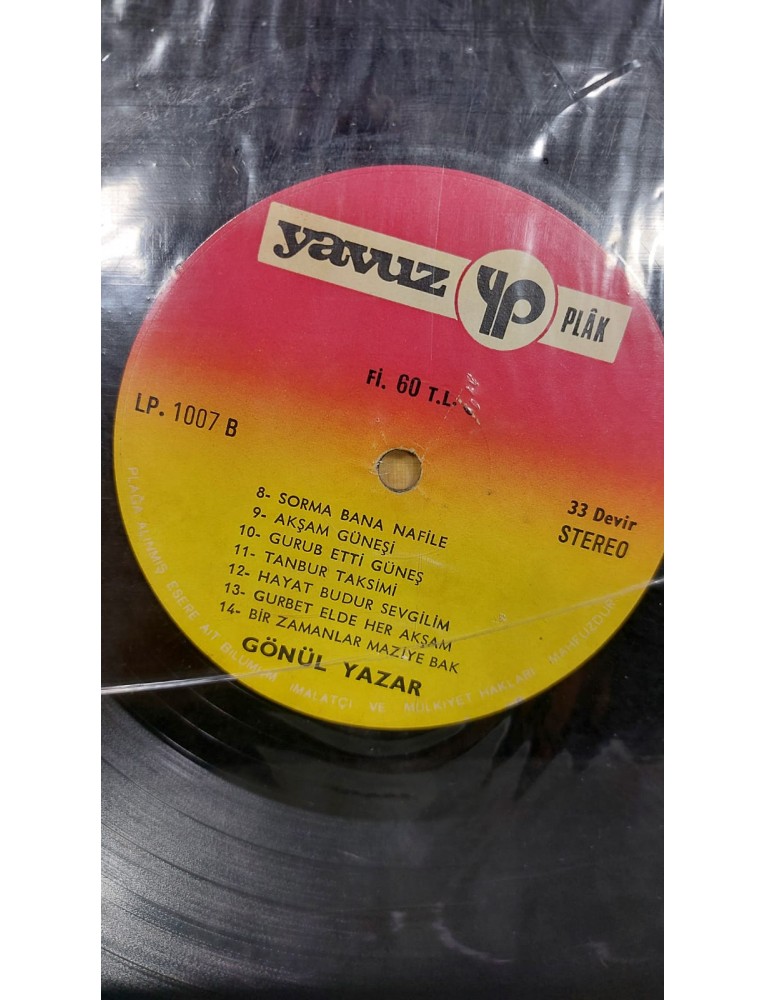 yavuz yp PLÂK
Fİ. 60 T.L.
LP. 1007 B
33 Devir
STEREO
8- SORMA BANA NAFİLE
9- AKŞAM GÜNEŞİ
10- GURUB ETTİ GÜNEŞ
11- TANBUR TAKSİMİ
12- HAYAT BUDUR SEVGİLİM
13- GURBET ELDE HER AKŞAM
14- BİR ZAMANLAR MAZİYE BAK
GÖNÜL YAZAR
PLAĞA ALINMIŞ ESERE AİT BİLÜMUM İMALATÇI VE MÜLKİYET HAKLARI MAHFUZDUR